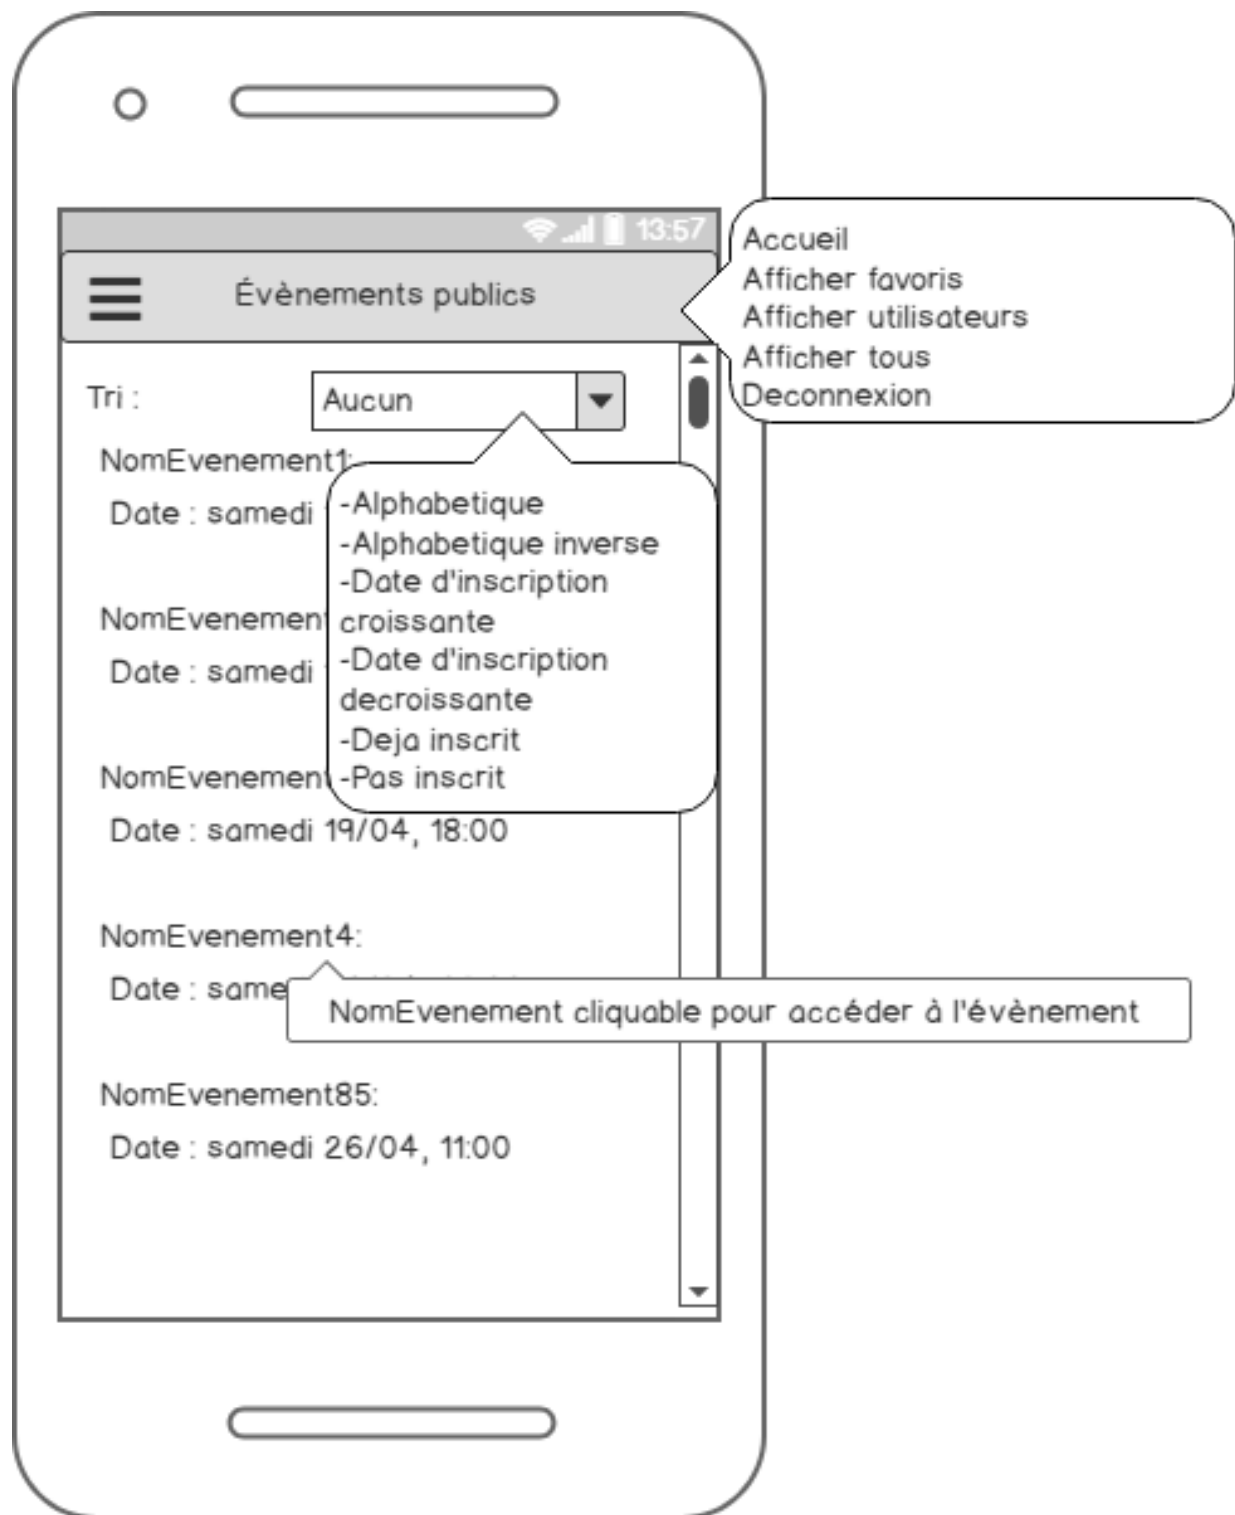 13:57
Évènements publics
Accueil
Afficher favoris
Afficher utilisateurs
Afficher tous
Deconnexion
Tri :
Aucun
NomEvenement1:
Date : samedi
-Alphabetique
-Alphabetique inverse
-Date d'inscription
croissante
-Date d'inscription
decroissante
-Deja inscrit
-Pas inscrit
NomEvenement
Date : samedi
NomEvenement
Date : samedi 19/04, 18:00
NomEvenement4:
Date : same
NomEvenement cliquable pour accéder à l'évènement
NomEvenement85:
Date : samedi 26/04, 11:00